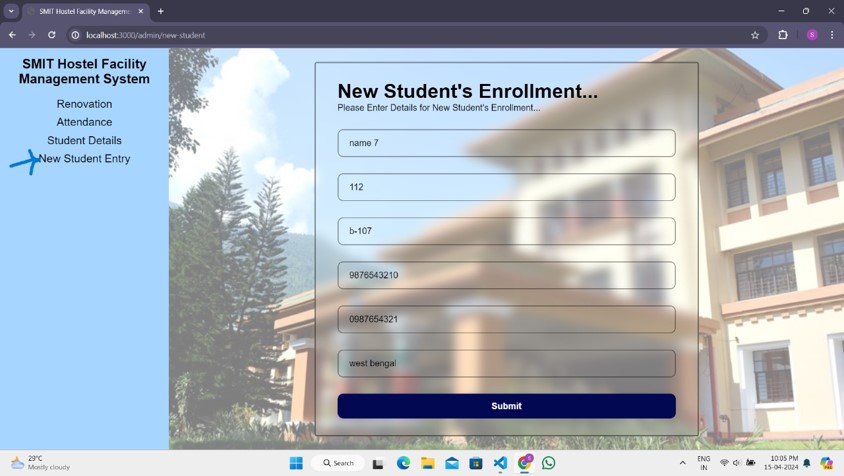 SMIT Hostel Facility Managem
localhost:3000/admin/new-student
S
SMIT Hostel Facility
Management System
Renovation
Attendance
Student Details
New Student Entry
New Student's Enrollment...
Please Enter Details for New Student's Enrollment...
name 7
112
b-107
9876543210
0987654321
west bengal
Submit
29°C
Mostly cloudy
Search
ENG
IN
10:05 PM
15-04-2024